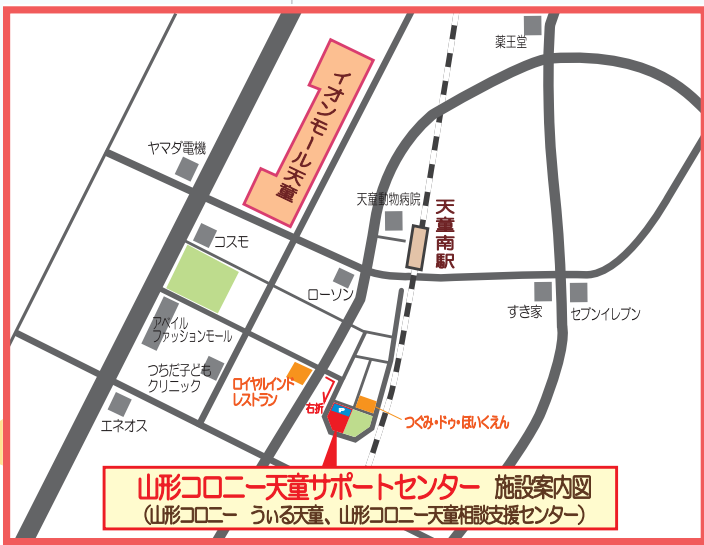 薬王堂
イオンモール天童
ヤマダ電機
天童動物病院
天童南駅
コスモ
ローソン
すき家
セブンイレブン
アベイル
ファッションモール
つちだ子ども
クリニック
ロイヤルインド
レストラン
右折
つぐみ・ドゥ・ほいくえん
エネオス
山形コロニー天童サポートセンター 施設案内図
(山形コロニー うぃる天童、山形コロニー天童相談支援センター)